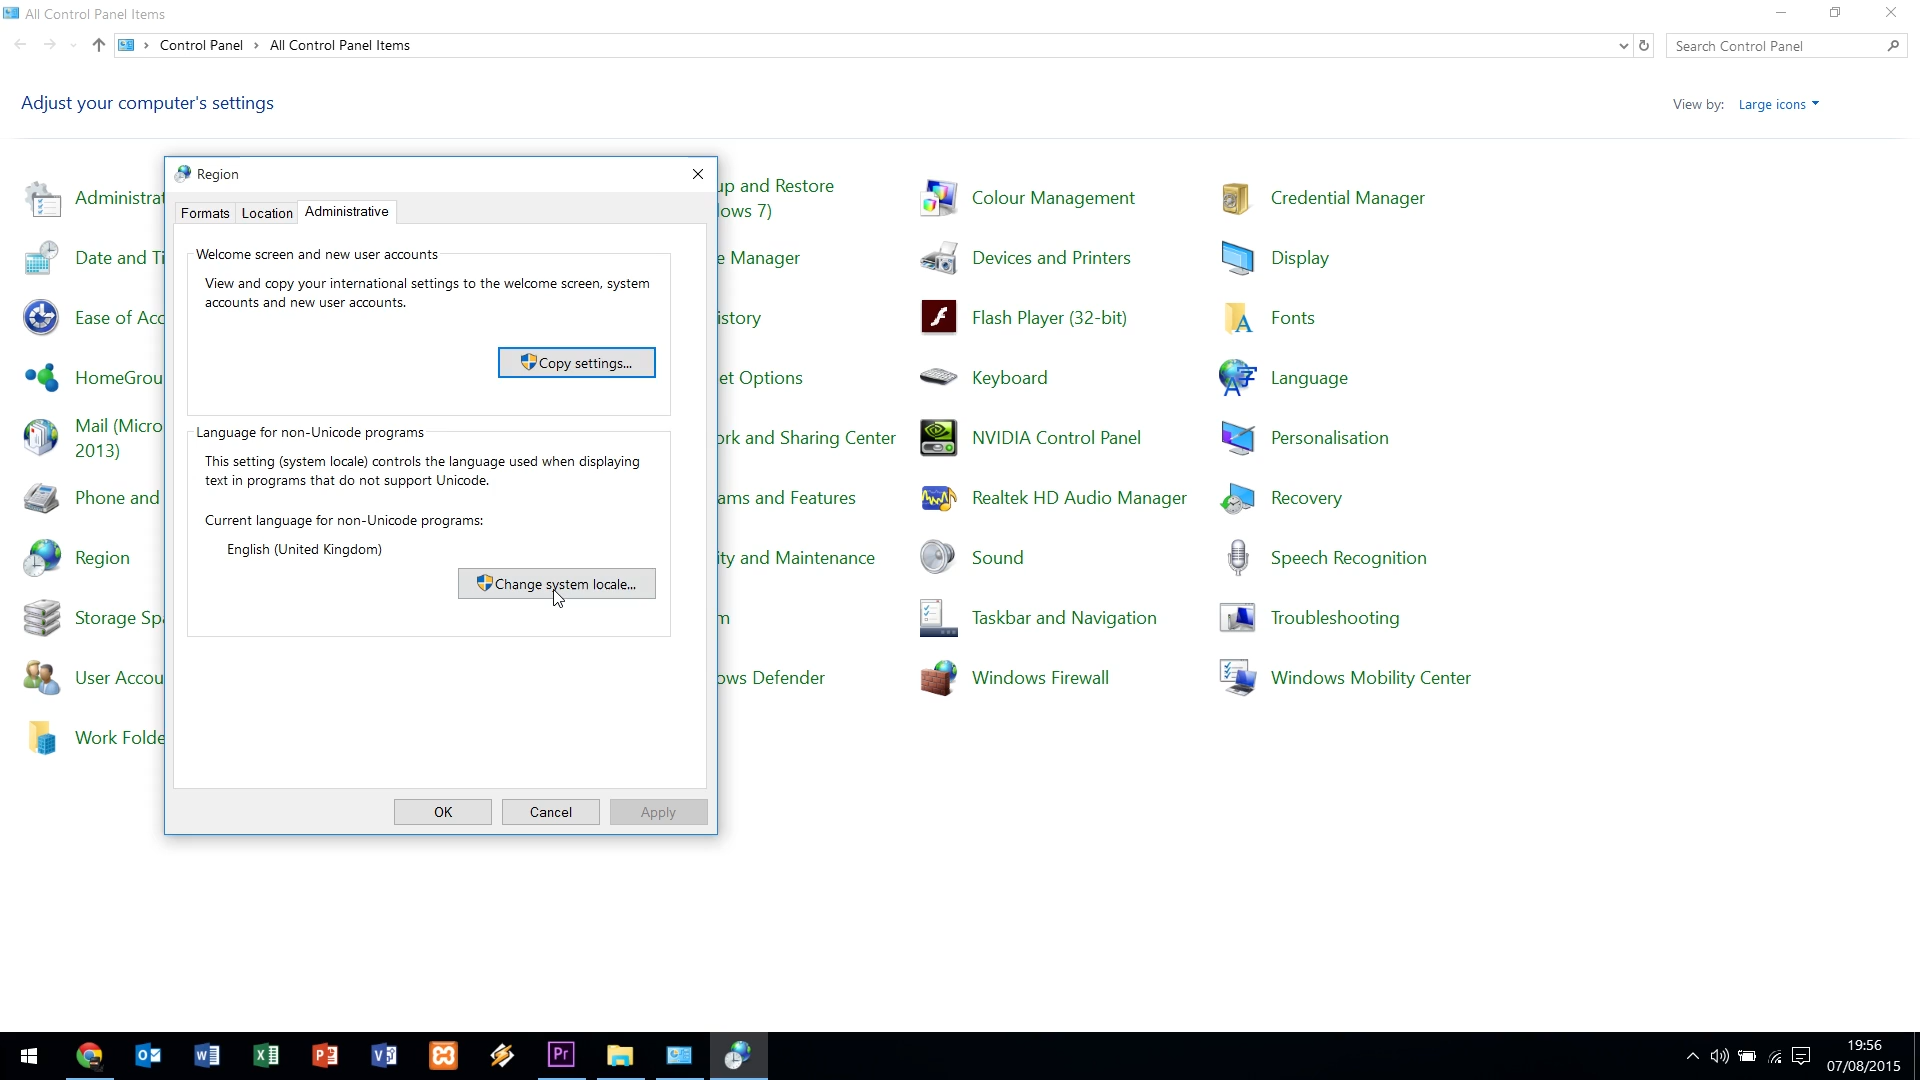 All Control Panel Items
Control Panel > All Control Panel Items
Search Control Panel
Adjust your computer's settings
View by: Large icons
Region
Formats
Location
Administrative
Welcome screen and new user accounts
View and copy your international settings to the welcome screen, system
accounts and new user accounts.
Copy settings...
Language for non-Unicode programs
This setting (system locale) controls the language used when displaying
text in programs that do not support Unicode.
Current language for non-Unicode programs:
English (United Kingdom)
Change system locale...
OK
Cancel
Apply
Administrat
Date and Ti
Ease of Acc
HomeGrou
Mail (Micro
2013)
Phone and
Region
Storage Spa
User Accou
Work Folde
up and Restore
lows 7)
e Manager
istory
et Options
ork and Sharing Center
ams and Features
ity and Maintenance
m
ows Defender
Colour Management
Devices and Printers
Flash Player (32-bit)
Keyboard
NVIDIA Control Panel
Realtek HD Audio Manager
Sound
Taskbar and Navigation
Windows Firewall
Credential Manager
Display
Fonts
Language
Personalisation
Recovery
Speech Recognition
Troubleshooting
Windows Mobility Center
19:56
07/08/2015